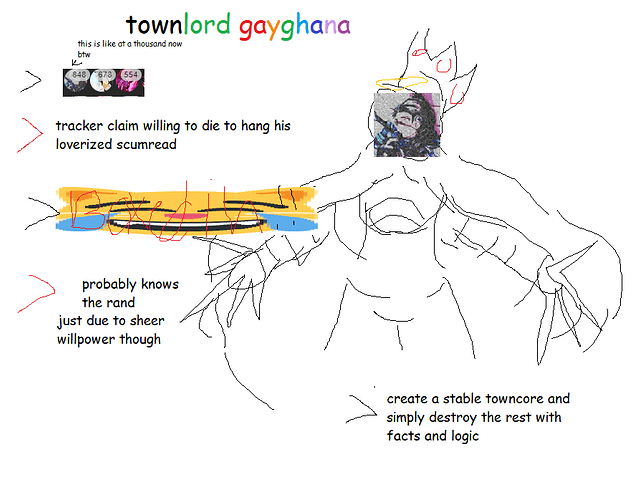 townlord gayghana
this is like at a thousand now
btw
848 678 554
tracker claim willing to die to hang his
loverized scumread
probably knows
the rand
just due to sheer
willpower though
create a stable towncore and
simply destroy the rest with
facts and logic